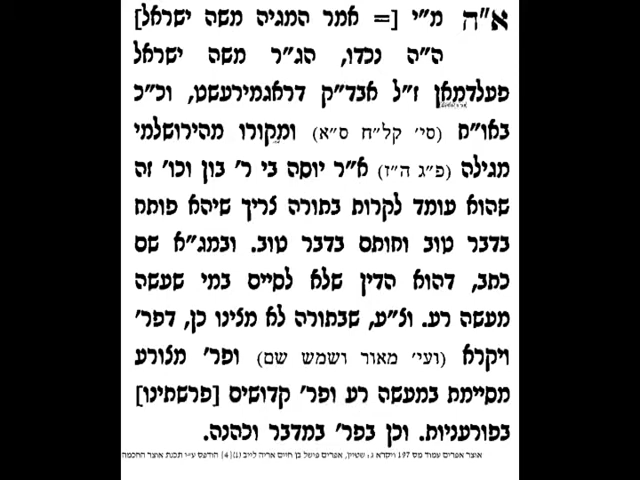 א"ה מ"י [= אמר המגיה משה ישראל]
ה"ה נכדו, הג"ר משה ישראל
פעלדמאן ז"ל אבד"ק דראגמירעשט, וכ"כ
באו"ח (סי' קל"ח ס"א) ומקורו מהירושלמי
מגילה (פ"ג ה"ז) א"ר יוסה בי ר' בון וכו' זה
שהוא עומד לקרות בתורה צריך שיהא פותח
בדבר טוב וחותם בדבר טוב. ובמג"א שם
כתב, דהוא הדין שלא לסיים במי שעשה
מעשה רע. וצ"ע, שבתורה לא מצינו כן, דפר'
ויקרא (ועי' מאור ושמש שם) ופר' מצורע
מסיימת במעשה רע ופר' קדושים [פרשתינו]
בפורעניות. וכן בפר' במדבר וכהנה.
אוצר אפרים עמוד מס 197 ויקרא ג: שטיין, אפרים פישל בן חיים אריה לייב (1){4} הודפס ע"י תכנת אוצר החכמה